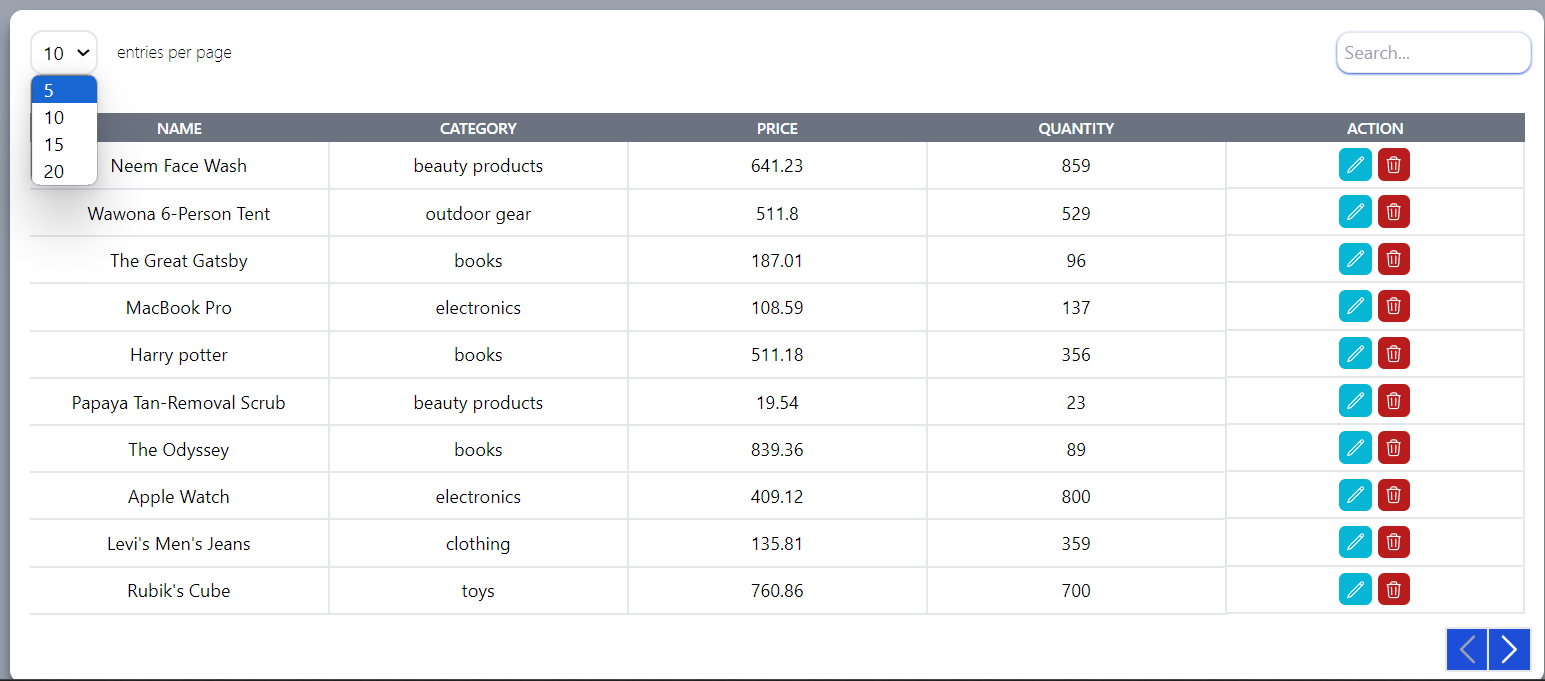 10 entries per page Search...
5
10
15
20
NAME CATEGORY PRICE QUANTITY ACTION
Neem Face Wash beauty products 641.23 859
Wawona 6-Person Tent outdoor gear 511.8 529
The Great Gatsby books 187.01 96
MacBook Pro electronics 108.59 137
Harry potter books 511.18 356
Papaya Tan-Removal Scrub beauty products 19.54 23
The Odyssey books 839.36 89
Apple Watch electronics 409.12 800
Levi's Men's Jeans clothing 135.81 359
Rubik's Cube toys 760.86 700